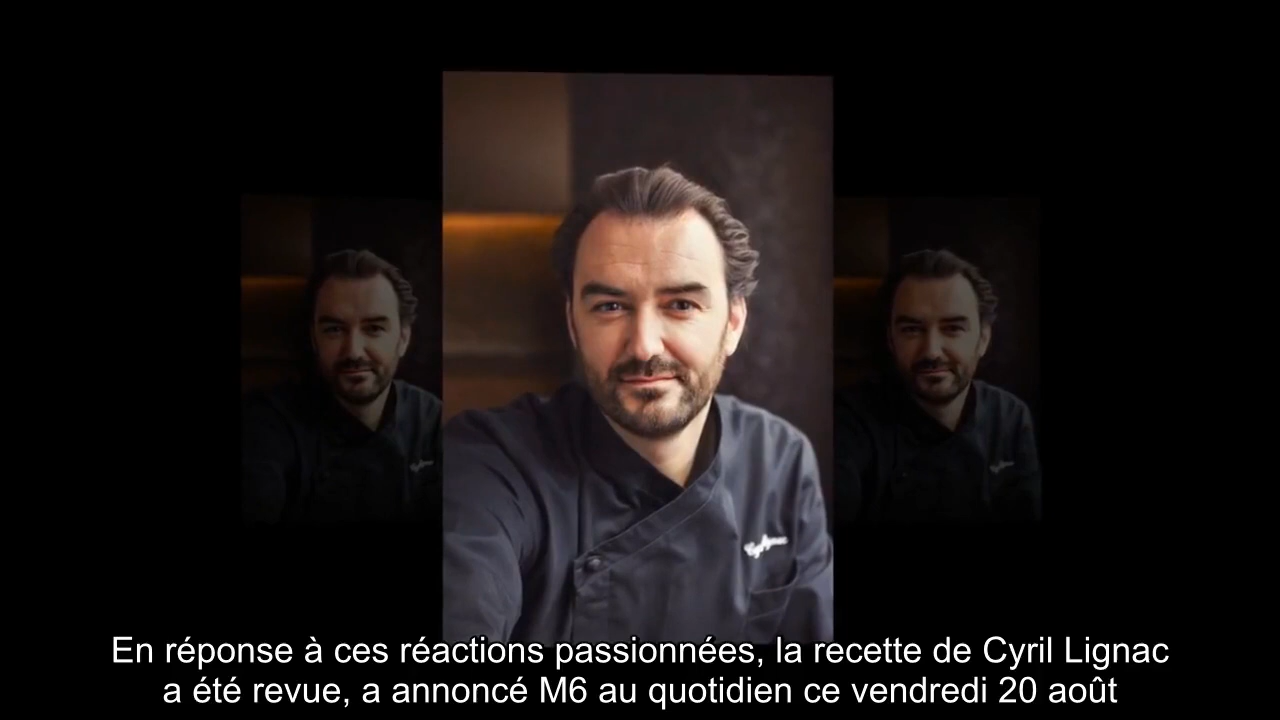 En réponse à ces réactions passionnées, la recette de Cyril Lignac
a été revue, a annoncé M6 au quotidien ce vendredi 20 août